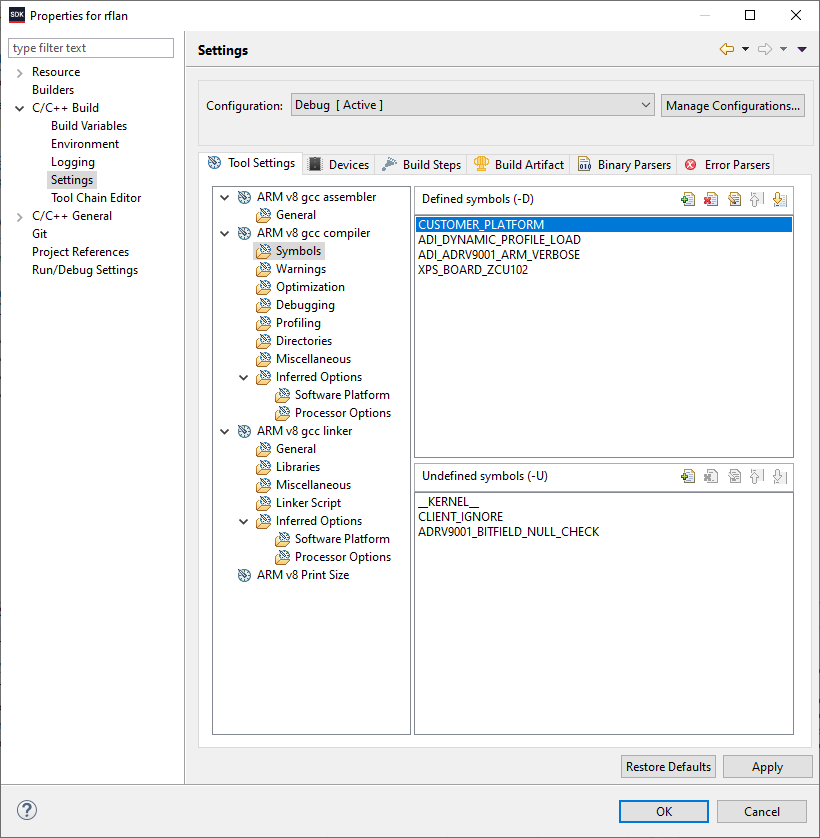 SDK Properties for rflan
type filter text
Resource
Builders
C/C++ Build
Build Variables
Environment
Logging
Settings
Tool Chain Editor
C/C++ General
Git
Project References
Run/Debug Settings
Settings
Configuration: Debug [ Active ] Manage Configurations...
Tool Settings Devices Build Steps Build Artifact Binary Parsers Error Parsers
ARM v8 gcc assembler
General
ARM v8 gcc compiler
Symbols
Warnings
Optimization
Debugging
Profiling
Directories
Miscellaneous
Inferred Options
Software Platform
Processor Options
ARM v8 gcc linker
General
Libraries
Miscellaneous
Linker Script
Inferred Options
Software Platform
Processor Options
ARM v8 Print Size
Defined symbols (-D)
CUSTOMER_PLATFORM
ADI_DYNAMIC_PROFILE_LOAD
ADI_ADRV9001_ARM_VERBOSE
XPS_BOARD_ZCU102
Undefined symbols (-U)
__KERNEL__
CLIENT_IGNORE
ADRV9001_BITFIELD_NULL_CHECK
Restore Defaults Apply
? OK Cancel